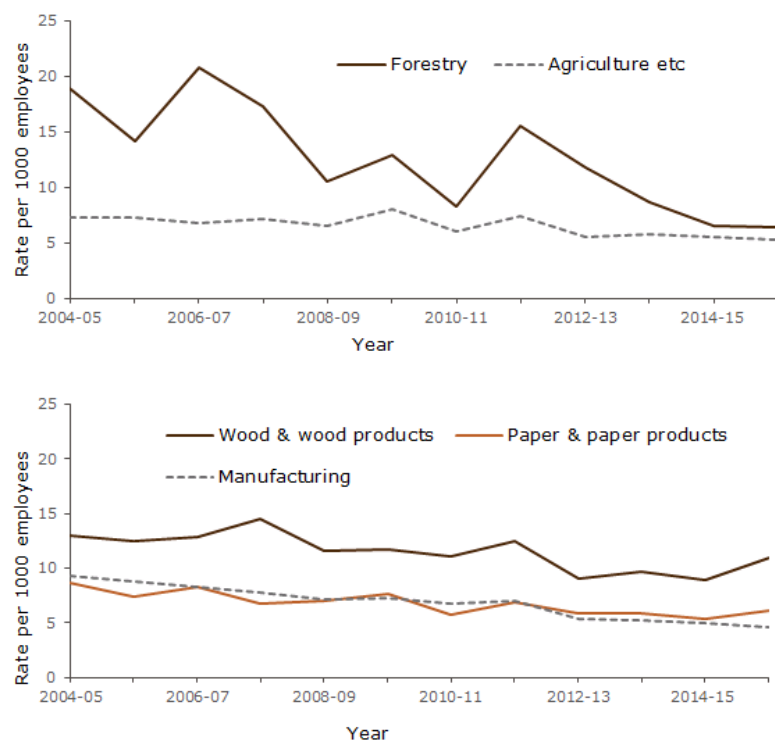 25
Forestry Agriculture etc
20
15
10
5
0
Rate per 1000 employees
2004-05 2006-07 2008-09 2010-11 2012-13 2014-15
Year
25
Wood & wood products Paper & paper products
20
Manufacturing
15
10
5
0
Rate per 1000 employees
2004-05 2006-07 2008-09 2010-11 2012-13 2014-15
Year